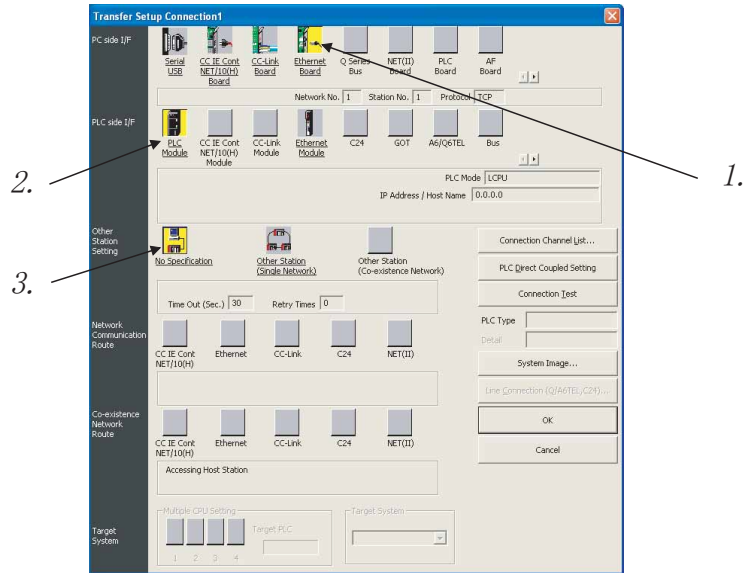 Transfer Setup Connection1
PC side I/F
Serial USB
CC IE Cont NET/10(H) Board
CC-Link Board
Ethernet Board
Q Series Bus
NET(II) Board
PLC Board
AF Board
Network No. 1 Station No. 1 Protocol TCP
1.
PLC side I/F
PLC Module
CC IE Cont NET/10(H) Module
CC-Link Module
Ethernet Module
C24
GOT
A6/Q6TEL
Bus
2.
PLC Mode LCPU
IP Address / Host Name 0.0.0.0
Other Station Setting
No Specification
Other Station (Single Network)
Other Station (Co-existence Network)
3.
Time Out (Sec.) 30 Retry Times 0
Connection Channel List...
PLC Direct Coupled Setting
Connection Test
PLC Type
Detail
System Image...
Line Connection (Q/A6TEL,C24)...
OK
Cancel
Network Communication Route
CC IE Cont NET/10(H)
Ethernet
CC-Link
C24
NET(II)
Co-existence Network Route
CC IE Cont NET/10(H)
Ethernet
CC-Link
C24
NET(II)
Accessing Host Station
Target System
Multiple CPU Setting
1 2 3 4
Target PLC
Target System